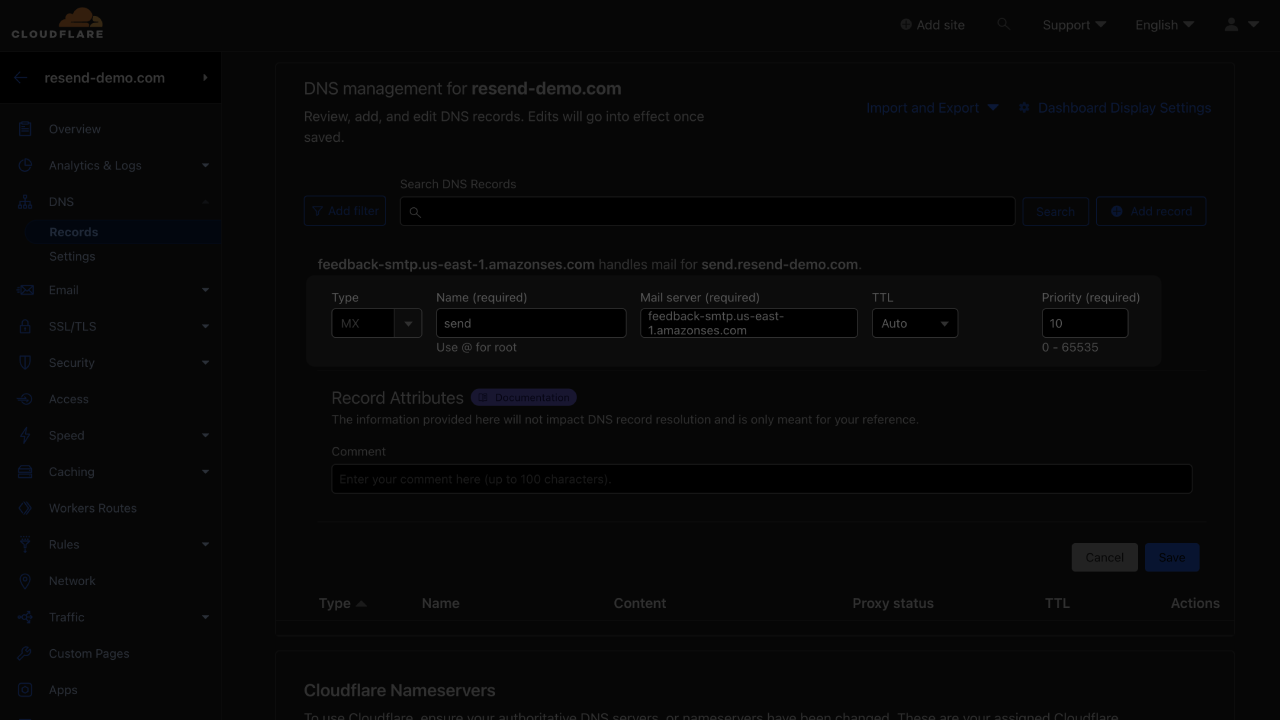 CLOUDFLARE
Add site
Support
English
resend-demo.com
Overview
Analytics & Logs
DNS
Records
Settings
Email
SSL/TLS
Security
Access
Speed
Caching
Workers Routes
Rules
Network
Traffic
Custom Pages
Apps
DNS management for resend-demo.com
Review, add, and edit DNS records. Edits will go into effect once
saved.
Import and Export
Dashboard Display Settings
Search DNS Records
Add filter
Search
Add record
feedback-smtp.us-east-1.amazonses.com handles mail for send.resend-demo.com.
Type
Name (required)
Mail server (required)
TTL
Priority (required)
MX
send
feedback-smtp.us-east-
1.amazonses.com
Auto
10
Use @ for root
0 - 65535
Record Attributes
Documentation
The information provided here will not impact DNS record resolution and is only meant for your reference.
Comment
Enter your comment here (up to 100 characters).
Cancel
Save
Type
Name
Content
Proxy status
TTL
Actions
Cloudflare Nameservers
To use Cloudflare, ensure your authoritative DNS servers, or nameservers have been changed. These are your assigned Cloudflare